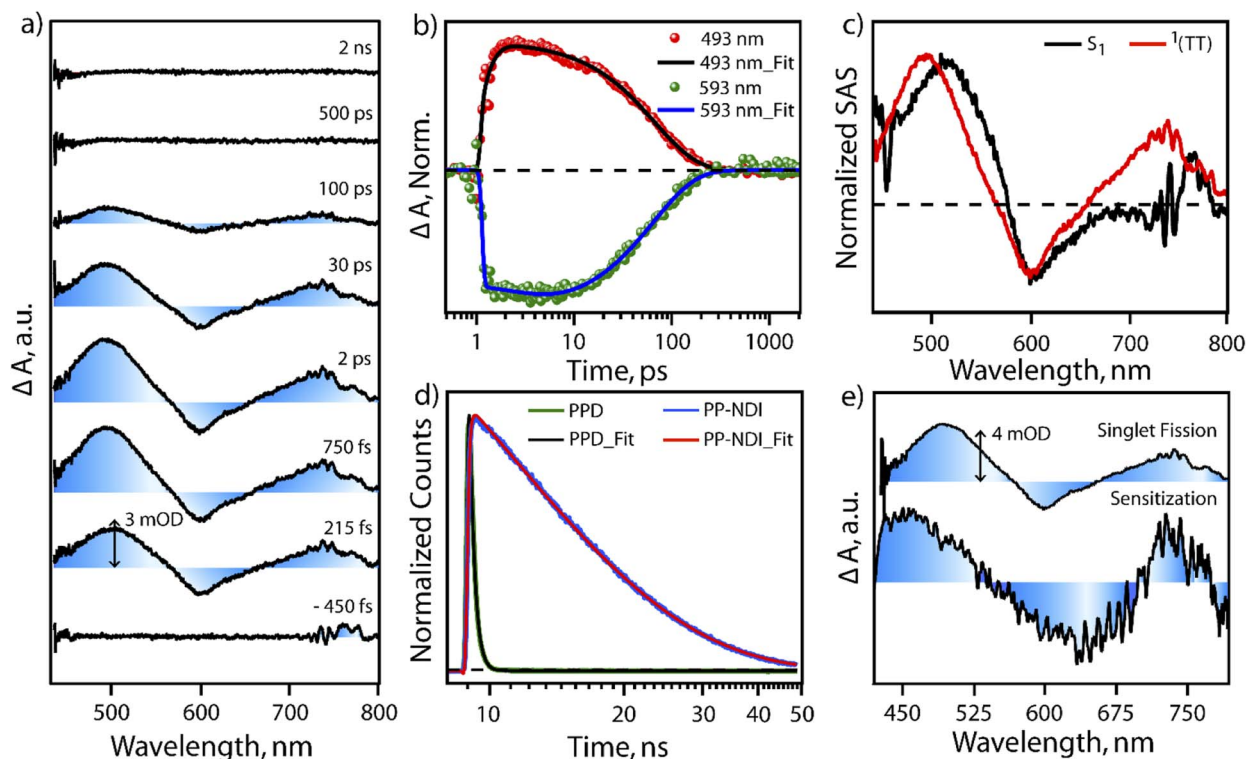 a)
2 ns
500 ps
100 ps
30 ps
2 ps
750 fs
3 mOD
215 fs
- 450 fs
Δ A, a.u.
500 600 700 800
Wavelength, nm
b)
493 nm
493 nm_Fit
593 nm
593 nm_Fit
Δ A, Norm.
1 10 100 1000
Time, ps
c)
S1 1(TT)
Normalized SAS
500 600 700 800
Wavelength, nm
d)
PPD PP-NDI
PPD_Fit PP-NDI_Fit
Normalized Counts
10 20 30 40 50
Time, ns
e)
4 mOD
Singlet Fission
Sensitization
Δ A, a.u.
450 525 600 675 750
Wavelength, nm